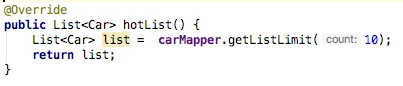 @Override
public List<Car> hotList() {
List<Car> list = carMapper.getListLimit( count: 10);
return list;
}